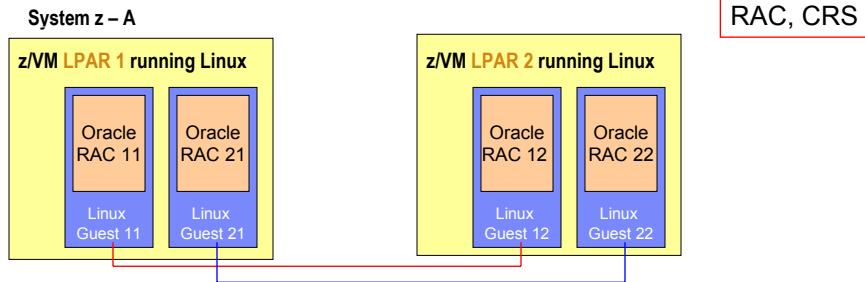 RAC, CRS
System z – A
z/VM LPAR 1 running Linux
Oracle
RAC 11
Oracle
RAC 21
Linux
Guest 11
Linux
Guest 21
z/VM LPAR 2 running Linux
Oracle
RAC 12
Oracle
RAC 22
Linux
Guest 12
Linux
Guest 22